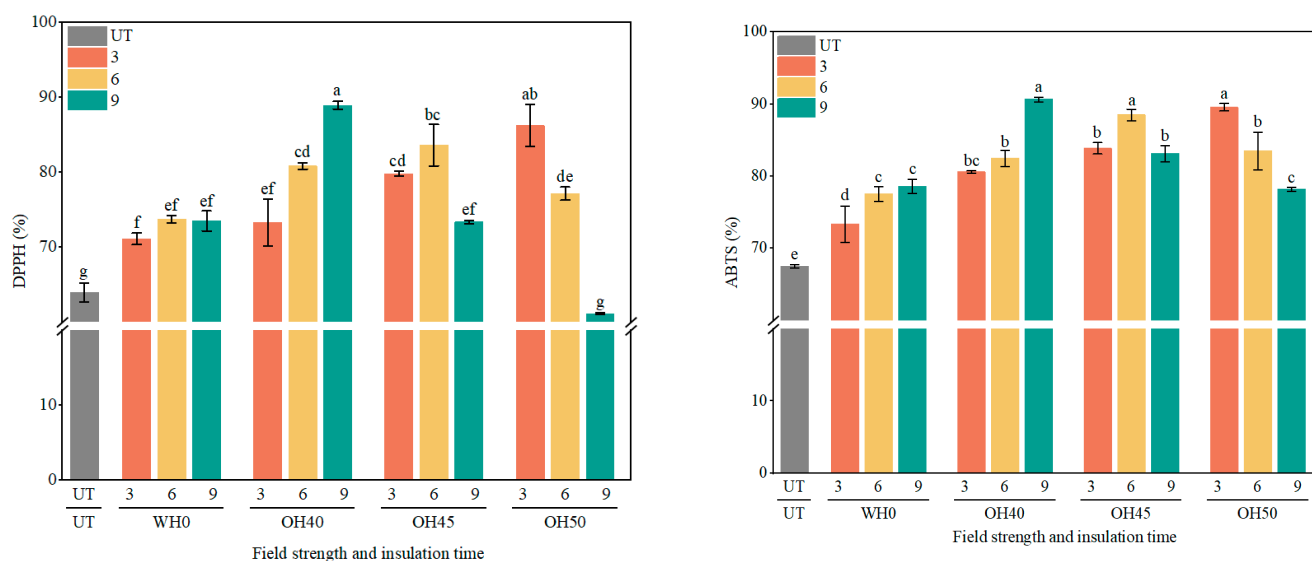 100
90
80
70
10
0
DPPH (%)
UT
3
6
9
g
f
ef
ef
ef
cd
a
cd
bc
ef
ab
de
g
UT 3 6 9 3 6 9 3 6 9 3 6 9
UT WH0 OH40 OH45 OH50
Field strength and insulation time
100
90
80
70
10
0
ABTS (%)
UT
3
6
9
e
d
c
c
bc
b
a
b
a
b
a
b
c
UT 3 6 9 3 6 9 3 6 9 3 6 9
UT WH0 OH40 OH45 OH50
Field strength and insulation time